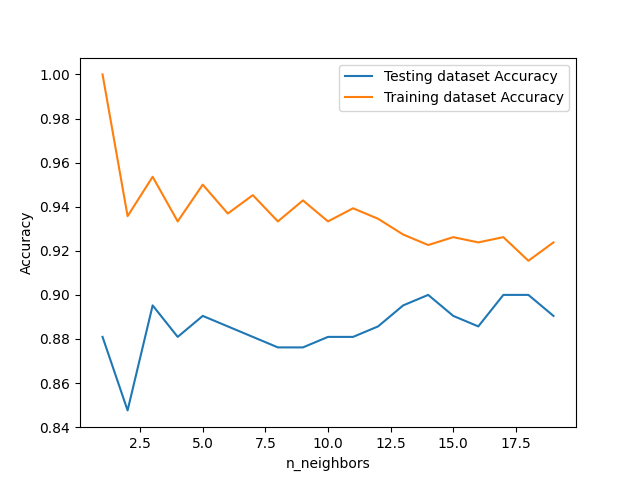 Testing dataset Accuracy
Training dataset Accuracy
1.00
0.98
0.96
0.94
0.92
0.90
0.88
0.86
0.84
Accuracy
2.5 5.0 7.5 10.0 12.5 15.0 17.5
n_neighbors